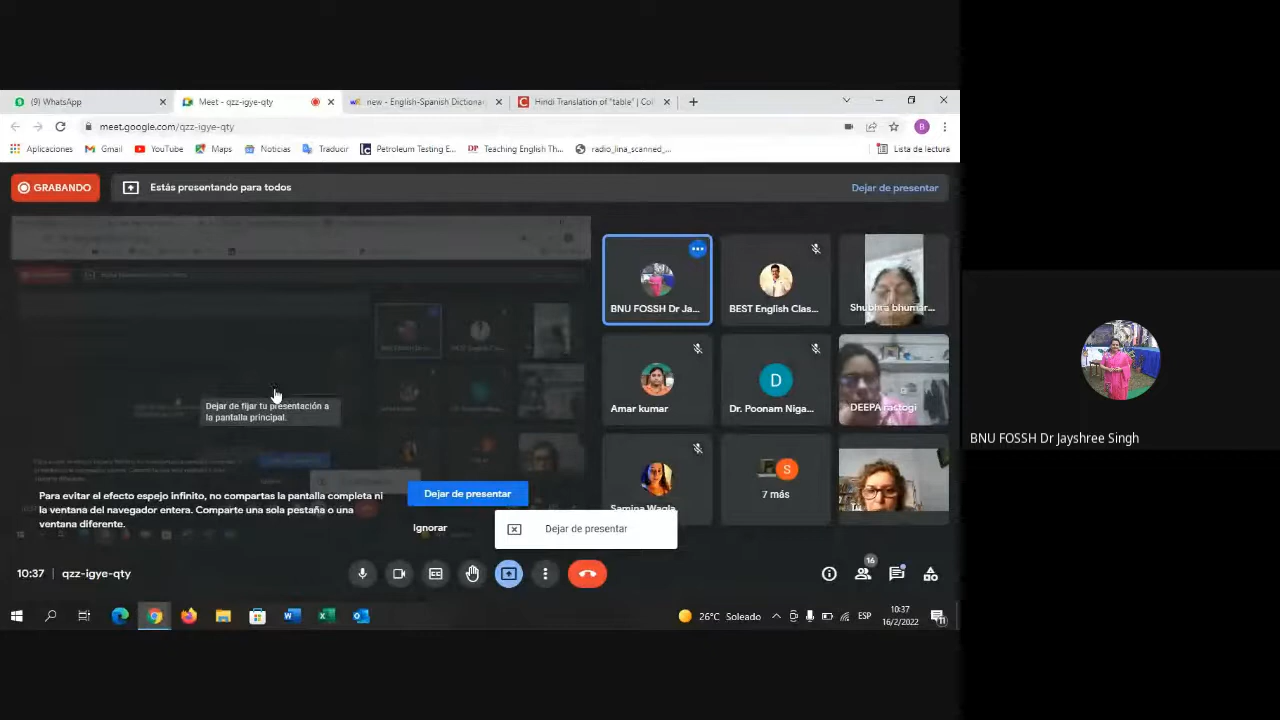 (9) WhatsApp
Meet - qzz-igye-qty
new - English-Spanish Dictionar
Hindi Translation of "table" | Col
meet.google.com/qzz-igye-qty
Aplicaciones
Gmail
YouTube
Maps
Noticias
Traducir
Petroleum Testing E...
DP Teaching English Th...
radio_lina_scanned_...
Lista de lectura
GRABANDO
Estás presentando para todos
Dejar de presentar
BNU FOSSH Dr Ja...
BEST English Clas...
Shubhra bhumar...
Dejar de fijar tu presentación a
la pantalla principal.
Amar kumar
D
Dr. Poonam Niga...
DEEPA rastogi
Para evitar el efecto espejo infinito, no compartas la pantalla completa ni
la ventana del navegador entera. Comparte una sola pestaña o una
ventana diferente.
Dejar de presentar
Ignorar
Samina Wagla
S
7 más
Tú
Dejar de presentar
10:37
qzz-igye-qty
16
26°C Soleado
ESP
10:37
16/2/2022
11
B
BNU FOSSH Dr Jayshree Singh